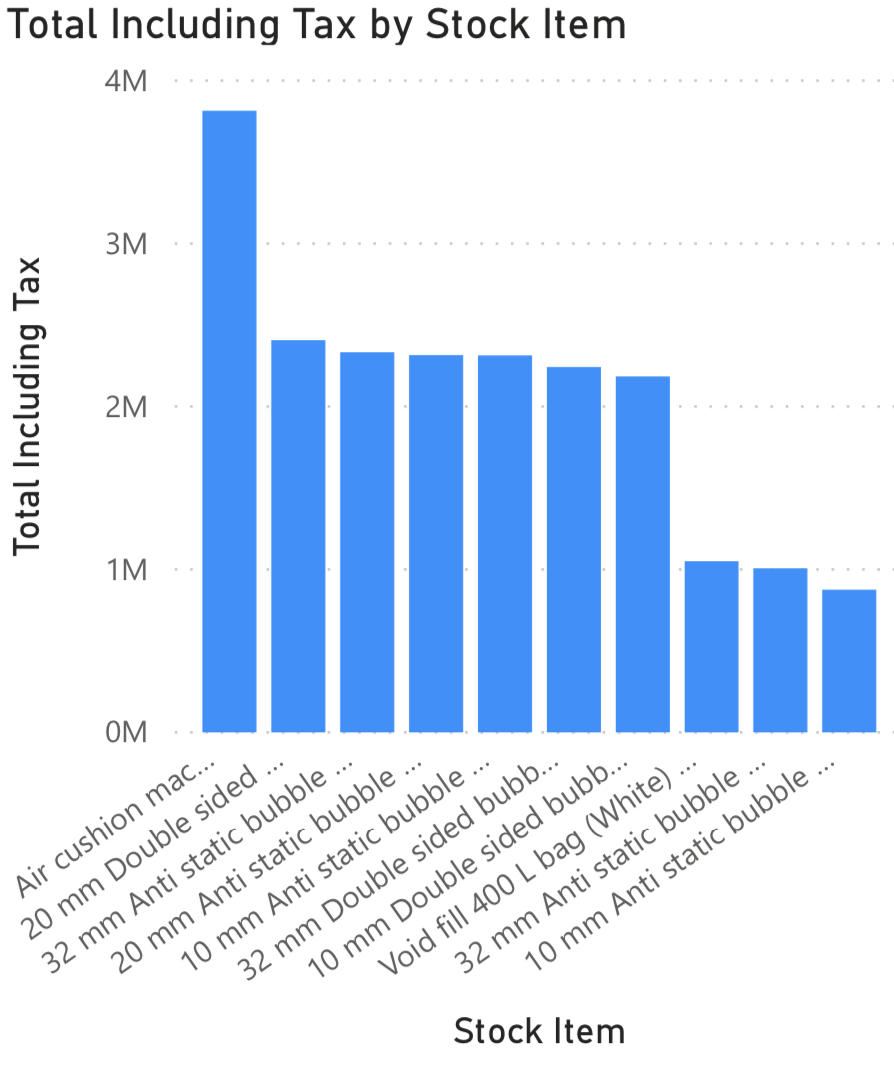 Total Including Tax by Stock Item
4M
3M
2M
1M
0M
Total Including Tax
Air cushion mac...
20 mm Double sided ...
32 mm Anti static bubble ...
20 mm Anti static bubble ...
10 mm Anti static bubble ...
32 mm Double sided bubb...
10 mm Double sided bubb...
Void fill 400 L bag (White) ...
32 mm Anti static bubble ...
10 mm Anti static bubble ...
Stock Item